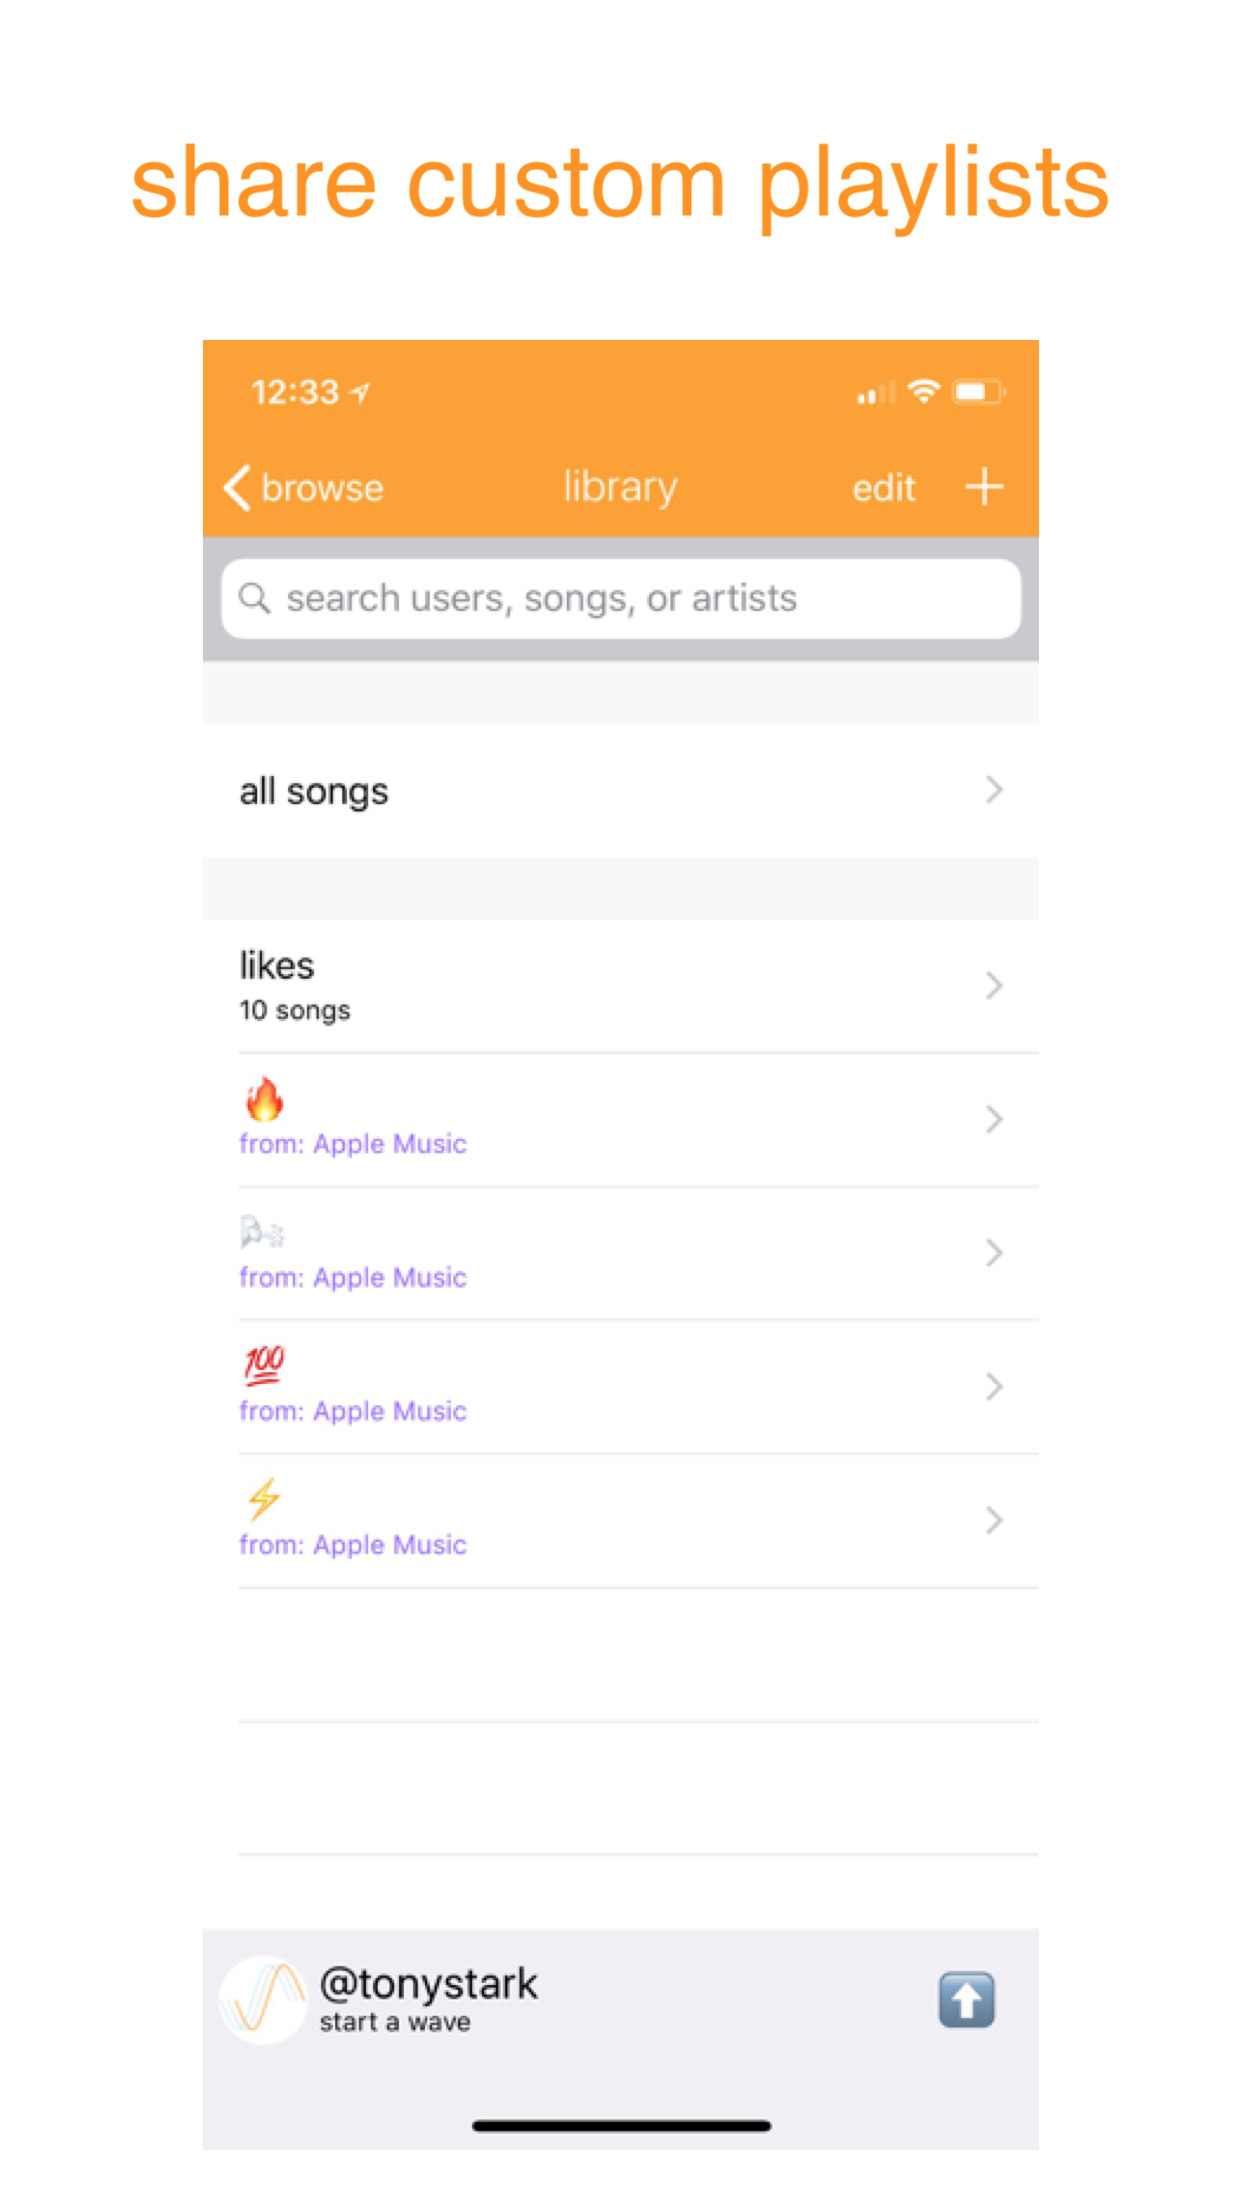 share custom playlists
12:33
browse
library
edit
search users, songs, or artists
all songs
likes
10 songs
🔥
from: Apple Music
🌬
from: Apple Music
💯
from: Apple Music
⚡
from: Apple Music
@tonystark
start a wave